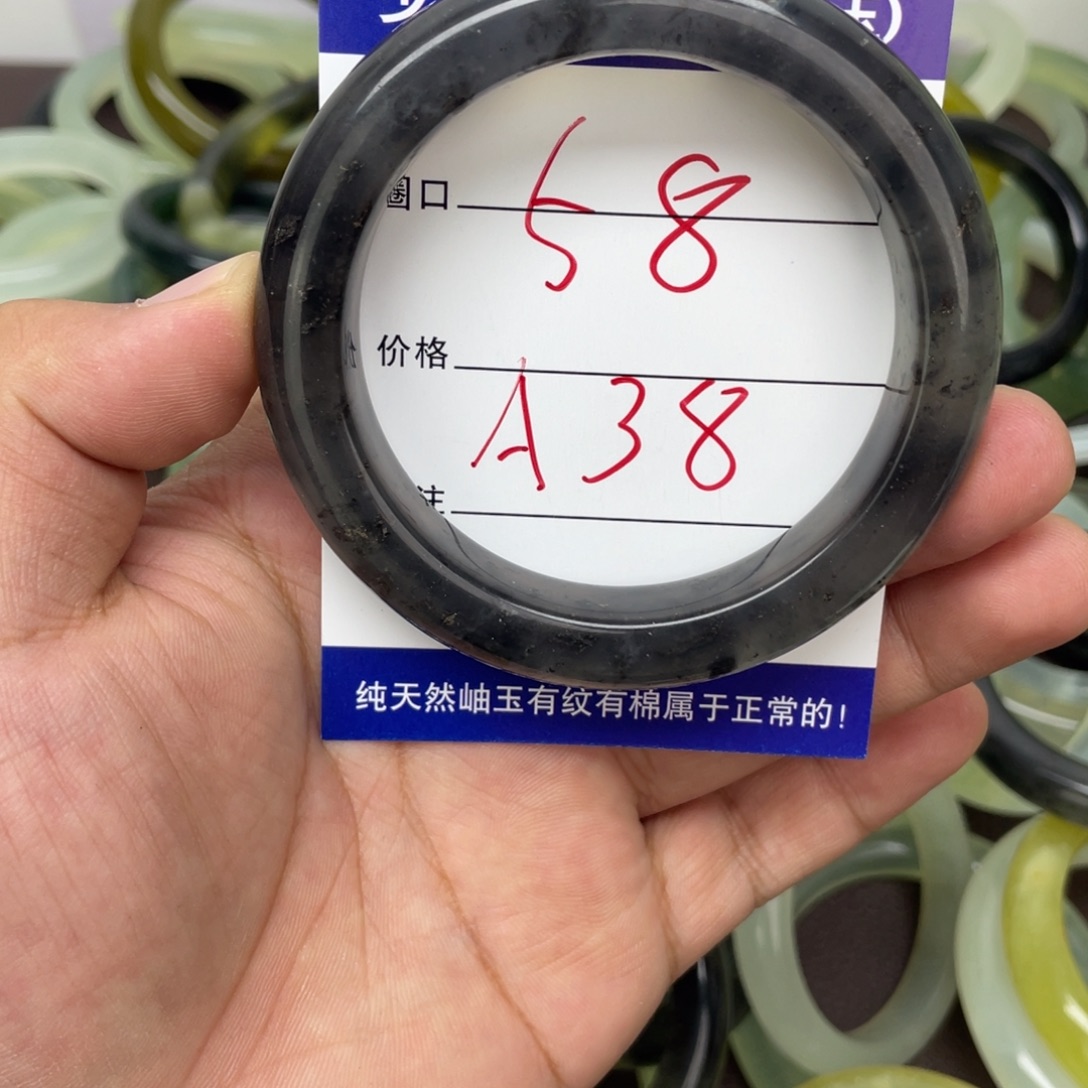 圈口 58
价格 A38
注
纯天然岫玉有纹有棉属于正常的!